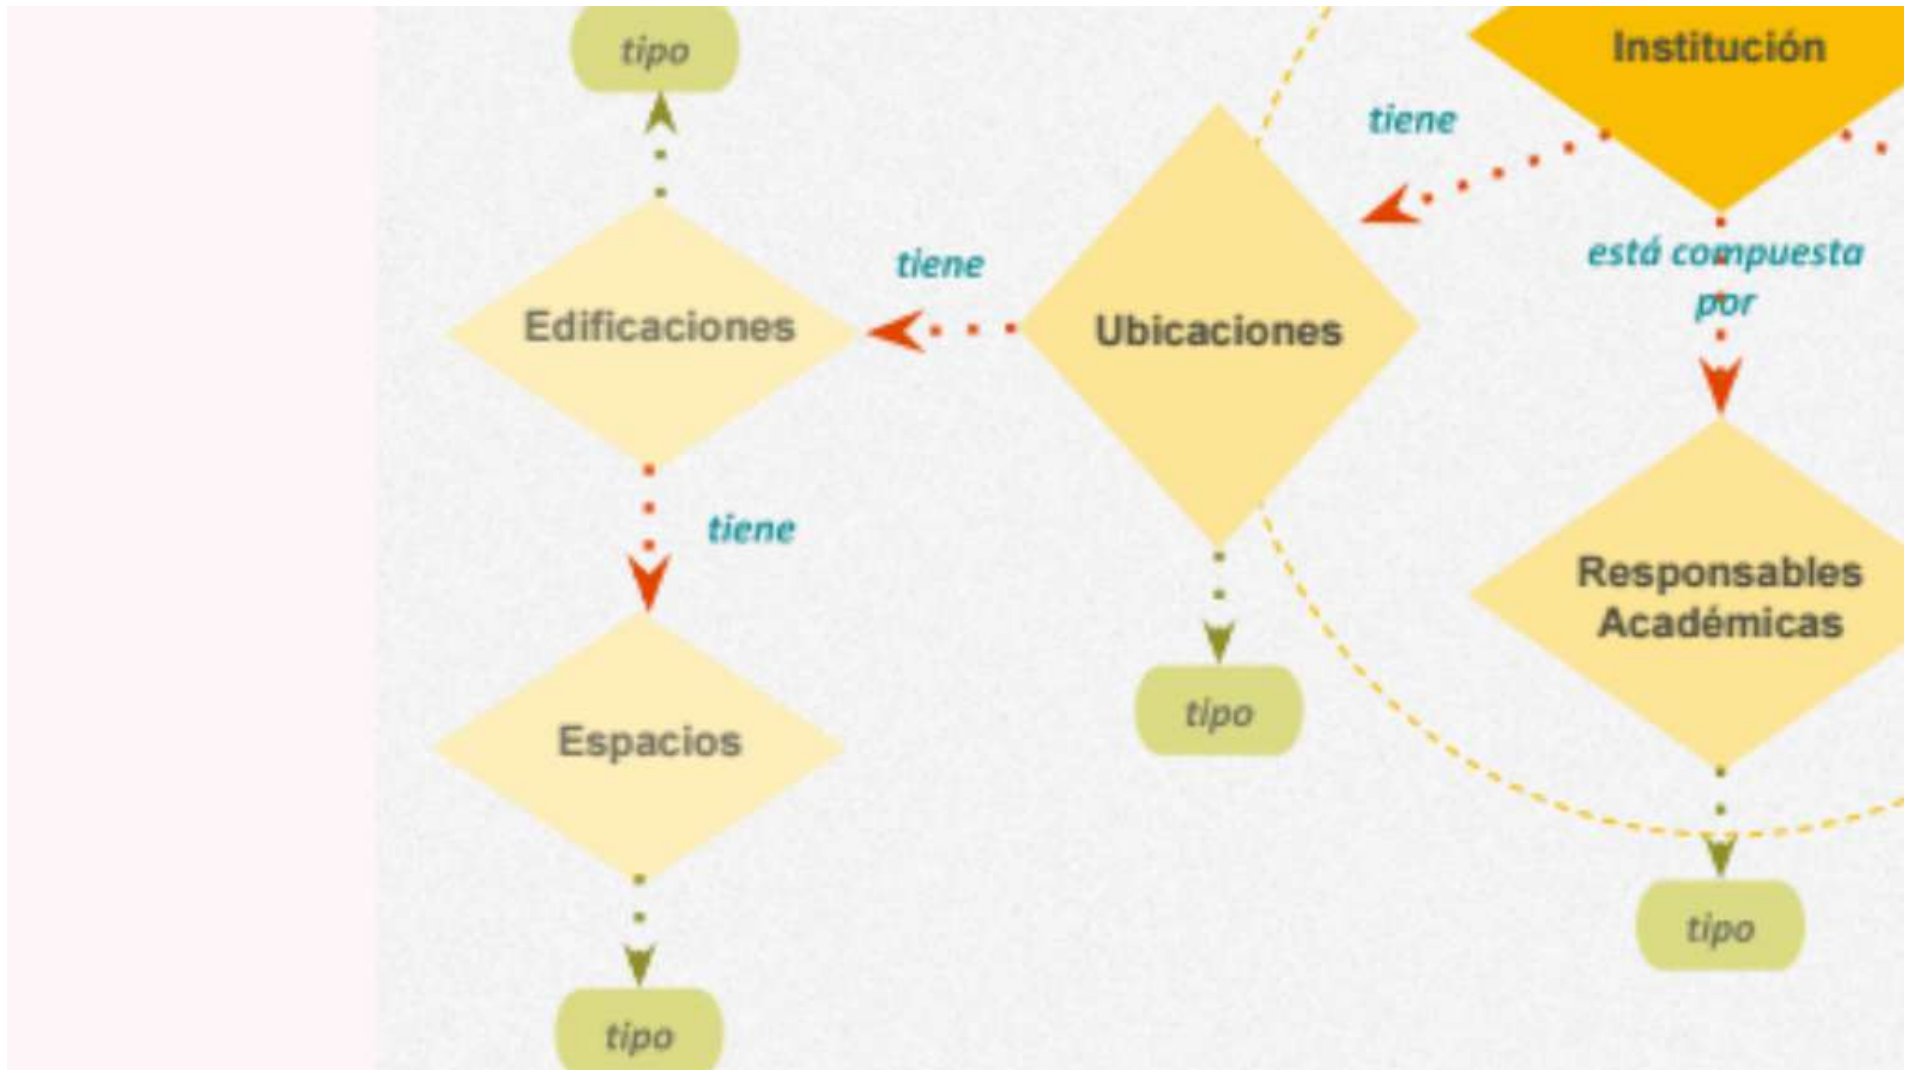 tipo
Institución
tiene
está compuesta
por
tiene
Edificaciones
Ubicaciones
tiene
Responsables
Académicas
tipo
Espacios
tipo
tipo